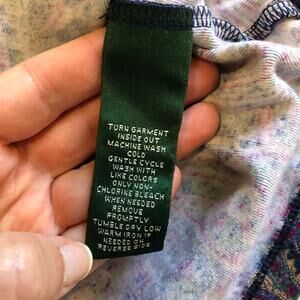 TURN GARMENT
INSIDE OUT
MACHINE WASH
COLD
GENTLE CYCLE
WASH WITH
LIKE COLORS
ONLY NON-
CHLORINE BLEACH
WHEN NEEDED
REMOVE
PROMPTLY
TUMBLE DRY LOW
WARM IRON IF
NEEDED ON
REVERSE SIDE